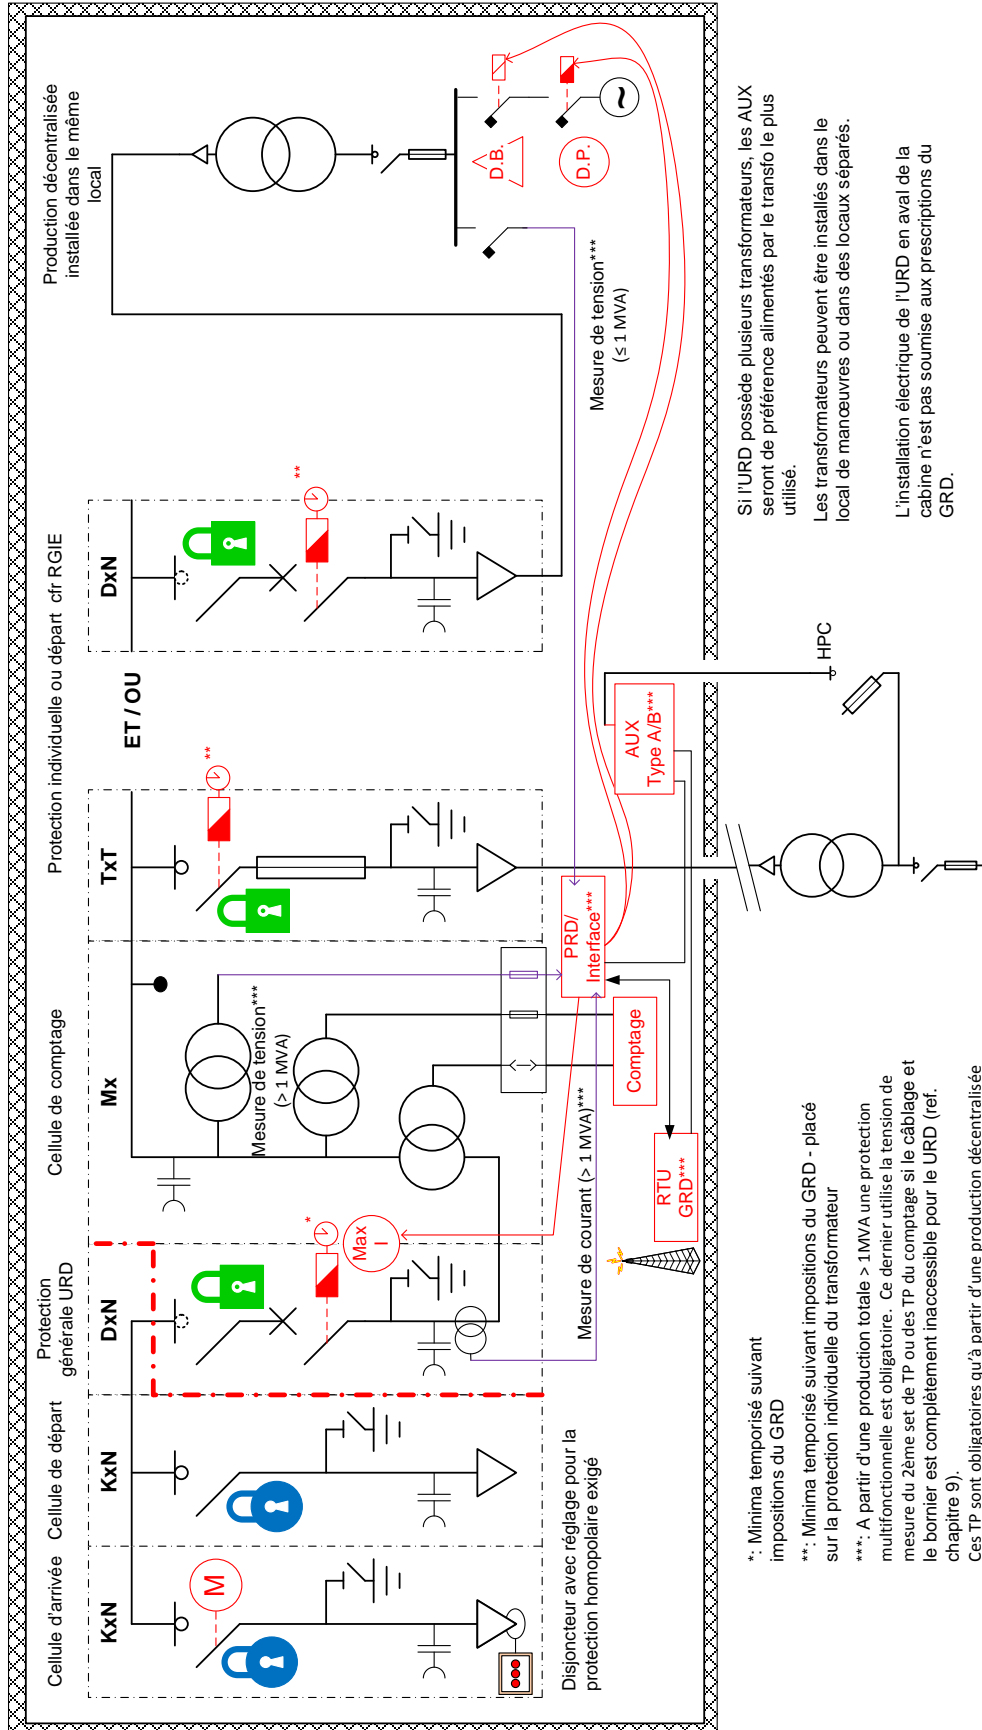 Cellule d'arrivée
Cellule de départ
Protection
générale URD
Cellule de comptage
Protection individuelle ou départ cfr RGIE
Production décentralisée
installée dans le même
local
KxN
KxN
DxN
Mx
TxT
ET / OU
DxN
M
*
Max
I
**
**
Mesure de tension***
(> 1 MVA)
D.B.
D.P.
~
Mesure de tension***
(≤ 1 MVA)
Disjoncteur avec réglage pour la
protection homopolaire exigé
Mesure de courant (> 1 MVA)***
PRD/
Interface***
Comptage
RTU
GRD***
AUX
Type A/B***
HPC
*: Minima temporisé suivant
impositions du GRD
**: Minima temporisé suivant impositions du GRD - placé
sur la protection individuelle du transformateur
***: A partir d'une production totale > 1MVA une protection
multifonctionnelle est obligatoire. Ce dernier utilise la tension de
mesure du 2ème set de TP ou des TP du comptage si le câblage et
le bornier est complètement inaccessible pour le URD (ref.
chapitre 9).
Ces TP sont obligatoires qu'à partir d'une production décentralisée
Si l'URD possède plusieurs transformateurs, les AUX
seront de préférence alimentés par le transfo le plus
utilisé.
Les transformateurs peuvent être installés dans le
local de manœuvres ou dans des locaux séparés.
L'installation électrique de l'URD en aval de la
cabine n'est pas soumise aux prescriptions du
GRD.